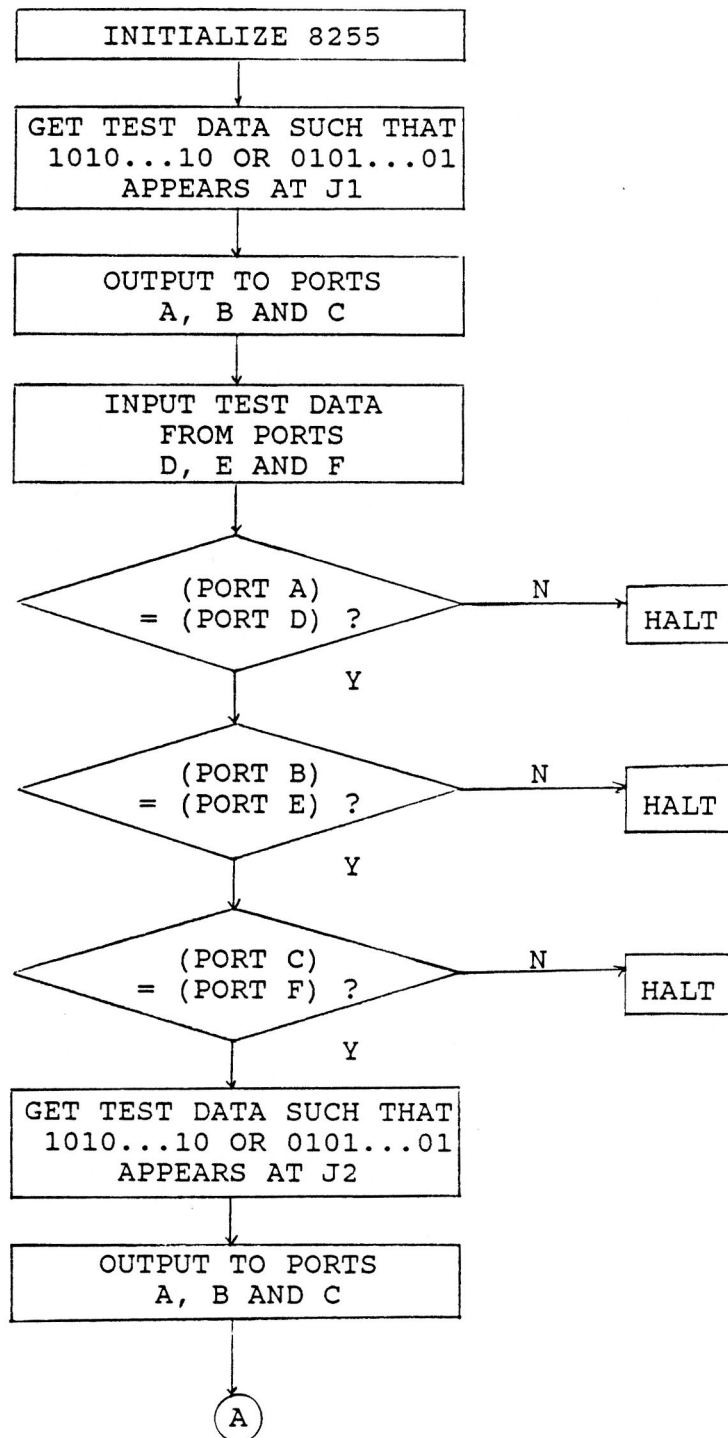 INITIALIZE 8255
GET TEST DATA SUCH THAT
1010...10 OR 0101...01
APPEARS AT J1
OUTPUT TO PORTS
A, B AND C
INPUT TEST DATA
FROM PORTS
D, E AND F
(PORT A)
= (PORT D) ?
N
HALT
Y
(PORT B)
= (PORT E) ?
N
HALT
Y
(PORT C)
= (PORT F) ?
N
HALT
Y
GET TEST DATA SUCH THAT
1010...10 OR 0101...01
APPEARS AT J2
OUTPUT TO PORTS
A, B AND C
A